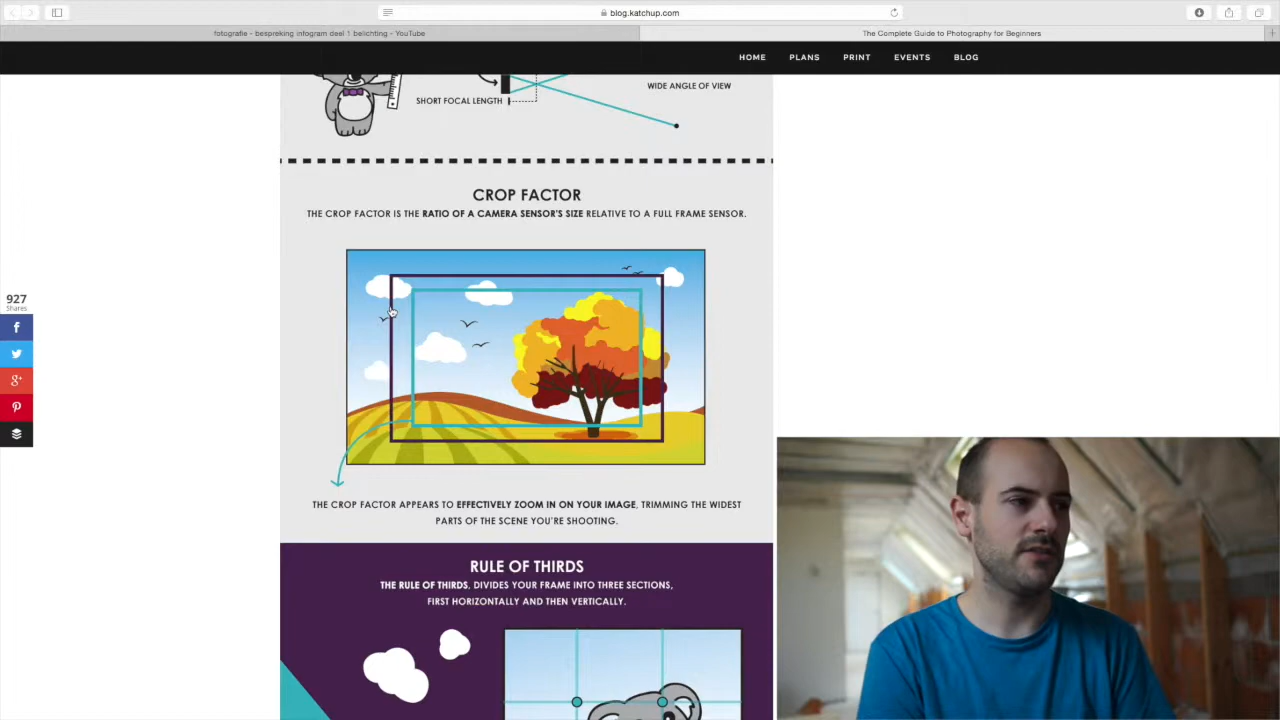 blog.katchup.com
fotografie - bespreking infogram deel 1 belichting - YouTube
The Complete Guide to Photography for Beginners
HOME PLANS PRINT EVENTS BLOG
WIDE ANGLE OF VIEW
SHORT FOCAL LENGTH
CROP FACTOR
THE CROP FACTOR IS THE RATIO OF A CAMERA SENSOR'S SIZE RELATIVE TO A FULL FRAME SENSOR.
927
Shares
THE CROP FACTOR APPEARS TO EFFECTIVELY ZOOM IN ON YOUR IMAGE, TRIMMING THE WIDEST
PARTS OF THE SCENE YOU'RE SHOOTING.
RULE OF THIRDS
THE RULE OF THIRDS, DIVIDES YOUR FRAME INTO THREE SECTIONS,
FIRST HORIZONTALLY AND THEN VERTICALLY.